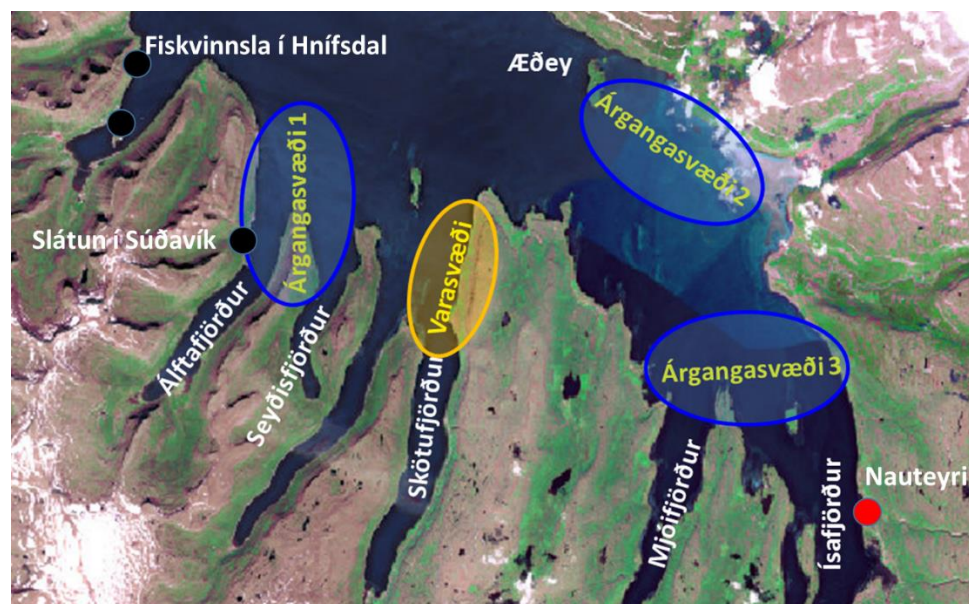 Fiskvinnsla í Hnífsdal
Æðey
Árgangasvæði 1
Árgangasvæði 2
Slátun í Súðavík
Varasvæði
Álftafjörður
Seyðisfjörður
Skötufjörður
Árgangasvæði 3
Mjóifjörður
Ísafjörður
Nauteyri